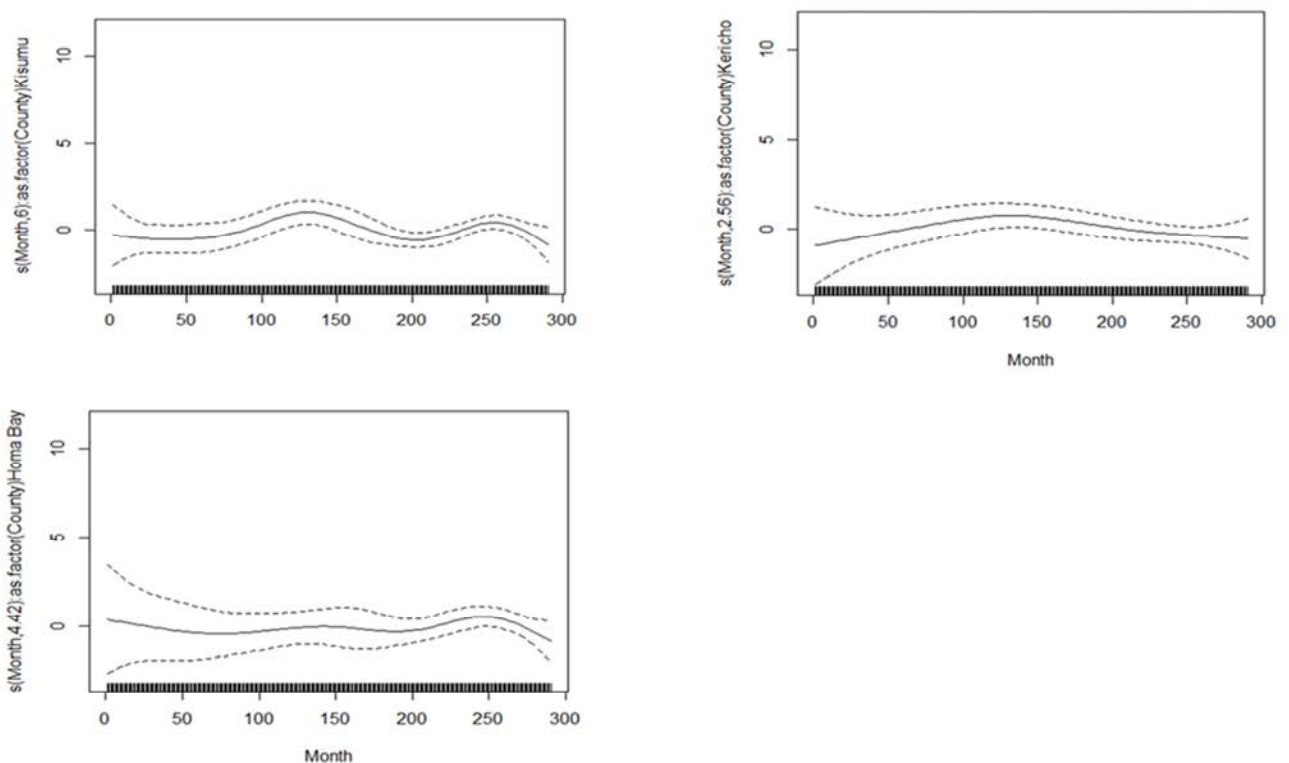 s(Month,6):as.factor(County)Kisumu
10
5
0
0 50 100 150 200 250 300
s(Month,2.56):as.factor(County)Kericho
10
5
0
0 50 100 150 200 250 300
Month
s(Month,4.42):as.factor(County)Homa Bay
10
5
0
0 50 100 150 200 250 300
Month